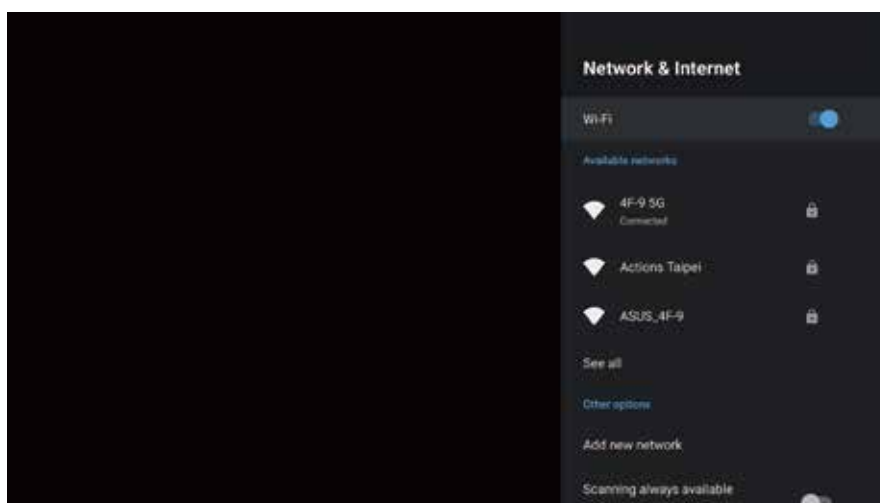 Network & Internet
Wi-Fi
Available networks
4F-9 5G
Connected
Actions Taipei
ASUS_4F-9
See all
Other options
Add new network
Scanning always available